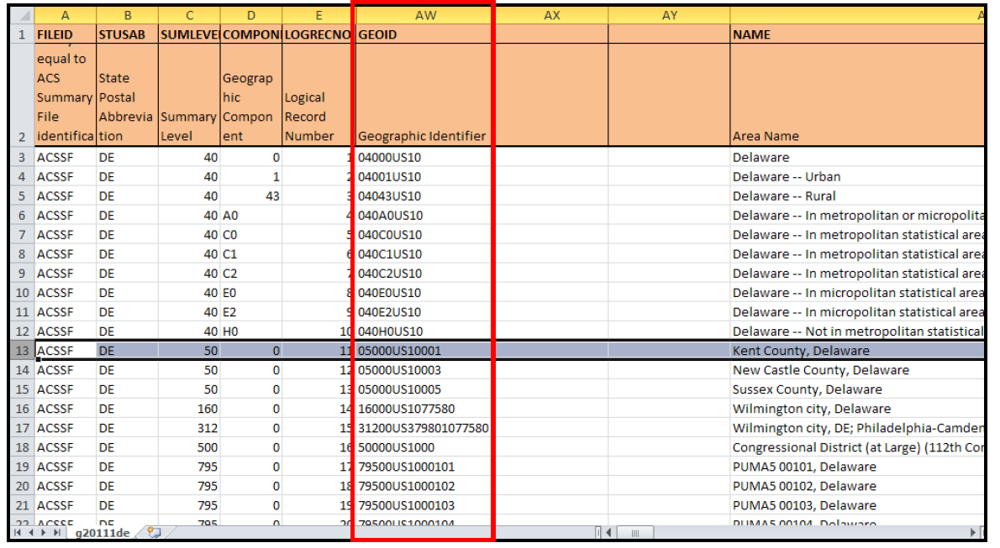 A B C D E AW AX AY A
1 FILEID STUSAB SUMLEVE COMPON LOGRECNO GEOID NAME
equal to
ACS State Geograp
Summary Postal hic Logical
File Abbrevia Summary Compon Record
2 identifica tion Level ent Number Geographic Identifier Area Name
3 ACSSF DE 40 0 1 04000US10 Delaware
4 ACSSF DE 40 1 2 04001US10 Delaware -- Urban
5 ACSSF DE 40 43 3 04043US10 Delaware -- Rural
6 ACSSF DE 40 A0 4 040A0US10 Delaware -- In metropolitan or micropolita
7 ACSSF DE 40 C0 5 040C0US10 Delaware -- In metropolitan statistical area
8 ACSSF DE 40 C1 6 040C1US10 Delaware -- In metropolitan statistical area
9 ACSSF DE 40 C2 7 040C2US10 Delaware -- In metropolitan statistical area
10 ACSSF DE 40 E0 8 040E0US10 Delaware -- In micropolitan statistical area
11 ACSSF DE 40 E2 9 040E2US10 Delaware -- In micropolitan statistical area
12 ACSSF DE 40 H0 10 040H0US10 Delaware -- Not in metropolitan statistical
13 ACSSF DE 50 0 11 05000US10001 Kent County, Delaware
14 ACSSF DE 50 0 12 05000US10003 New Castle County, Delaware
15 ACSSF DE 50 0 13 05000US10005 Sussex County, Delaware
16 ACSSF DE 160 0 14 16000US1077580 Wilmington city, Delaware
17 ACSSF DE 312 0 15 31200US379801077580 Wilmington city, DE; Philadelphia-Camden
18 ACSSF DE 500 0 16 50000US1000 Congressional District (at Large) (112th Con
19 ACSSF DE 795 0 17 79500US1000101 PUMA5 00101, Delaware
20 ACSSF DE 795 0 18 79500US1000102 PUMA5 00102, Delaware
21 ACSSF DE 795 0 19 79500US1000103 PUMA5 00103, Delaware
22 ACSSF DE 795 0 20 79500US1000104 PUMA5 00104, Delaware
g20111de